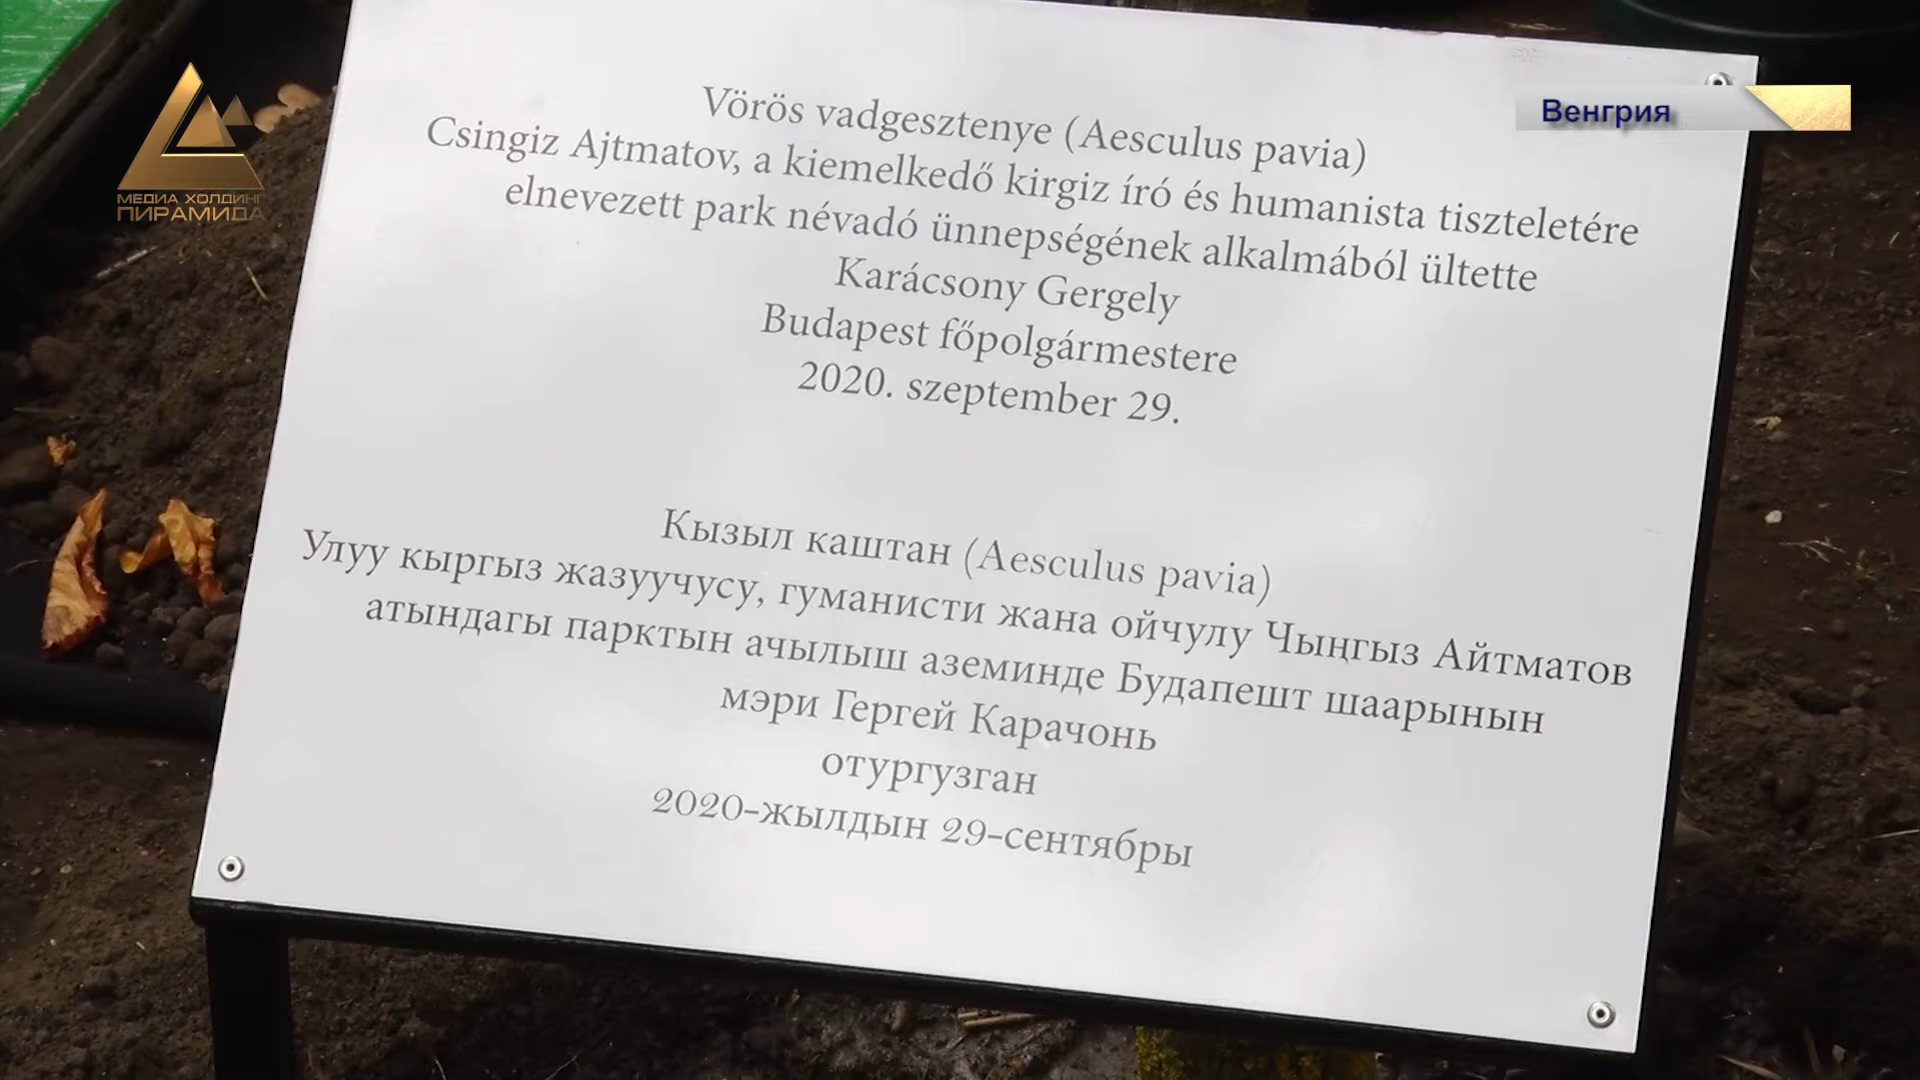 МЕДИА ХОЛДИНГ
ПИРАМИДА
Венгрия
Vörös vadgesztenye (Aesculus pavia)
Csingiz Ajtmatov, a kiemelkedő kirgiz író és humanista tiszteletére
elnevezett park névadó ünnepségének alkalmából ültette
Karácsony Gergely
Budapest főpolgármestere
2020. szeptember 29.
Кызыл каштан (Aesculus pavia)
Улуу кыргыз жазуучусу, гуманисти жана ойчулу Чыңгыз Айтматов
атындагы парктын ачылыш аземинде Будапешт шаарынын
мэри Гергей Карачонь
отургузган
2020-жылдын 29-сентябры